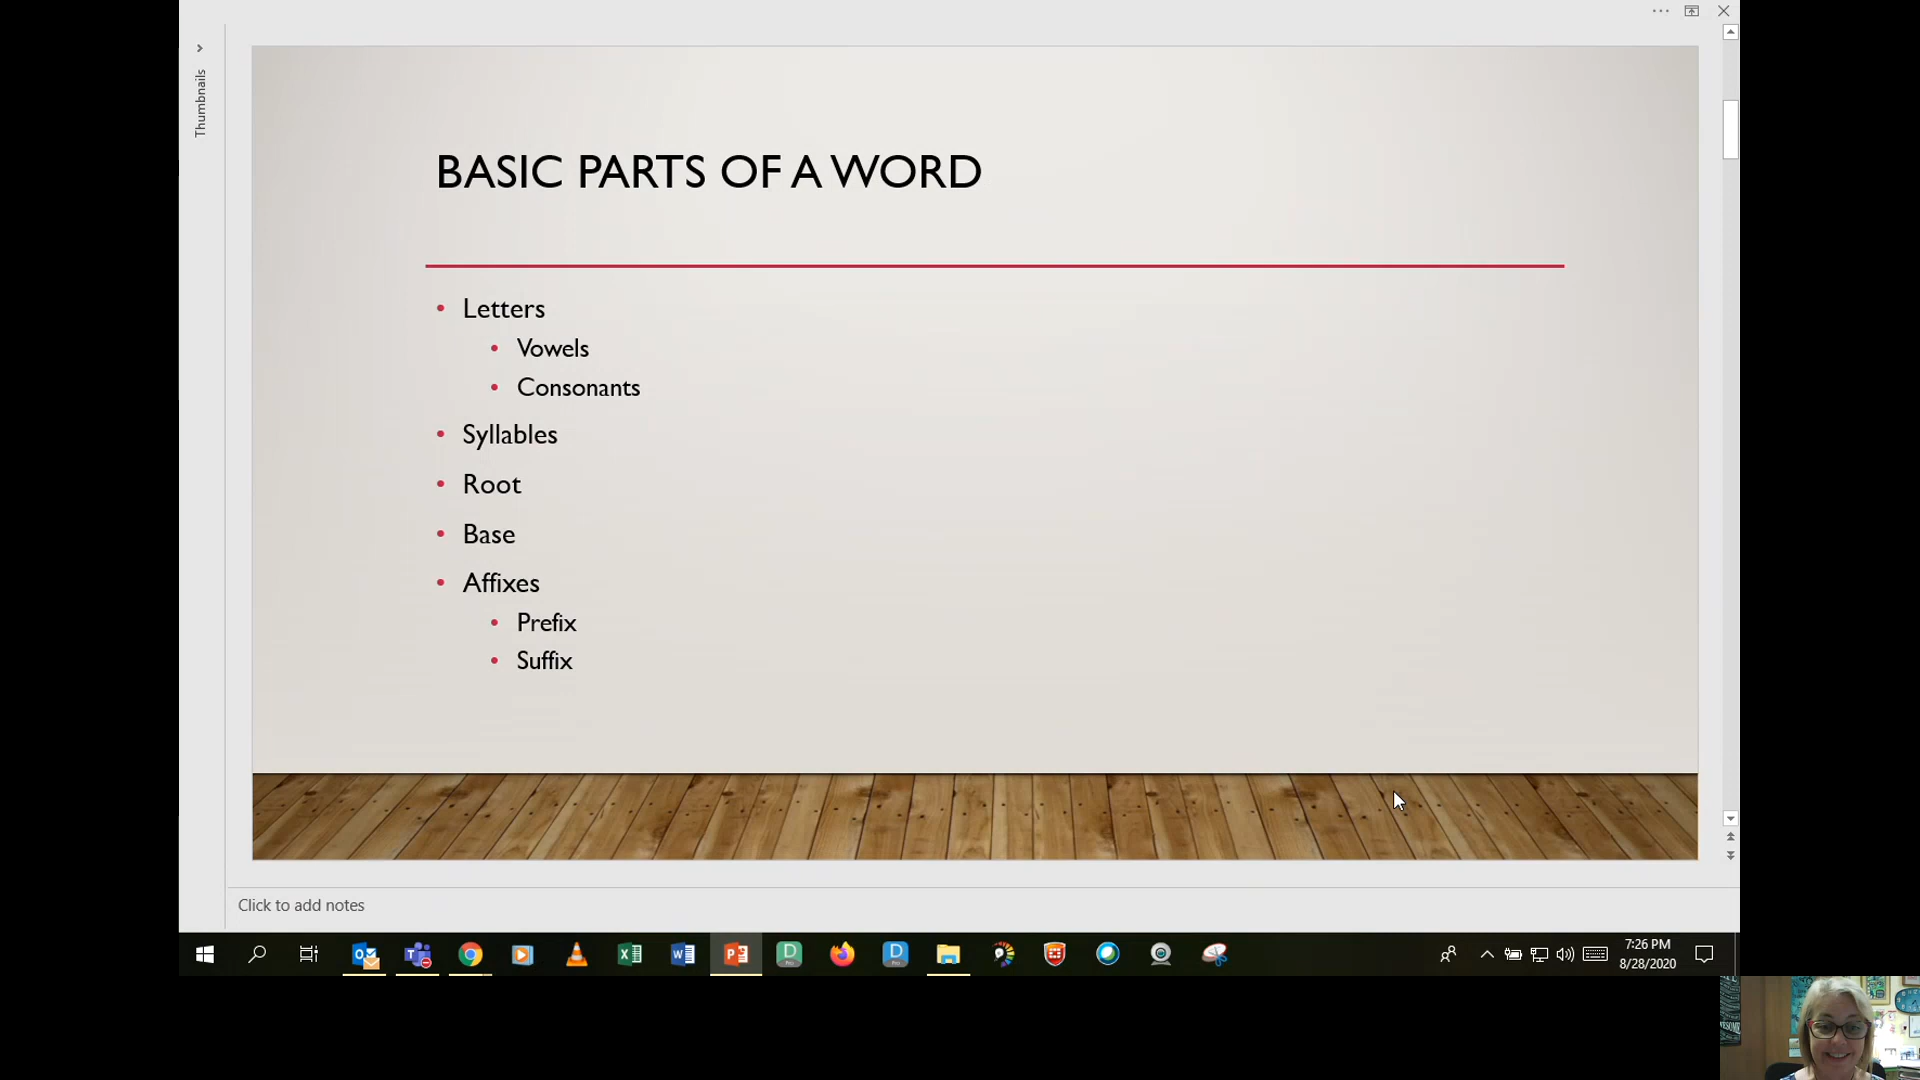 Thumbnails
BASIC PARTS OF A WORD
• Letters
• Vowels
• Consonants
• Syllables
• Root
• Base
• Affixes
• Prefix
• Suffix
Click to add notes
7:26 PM
8/28/2020